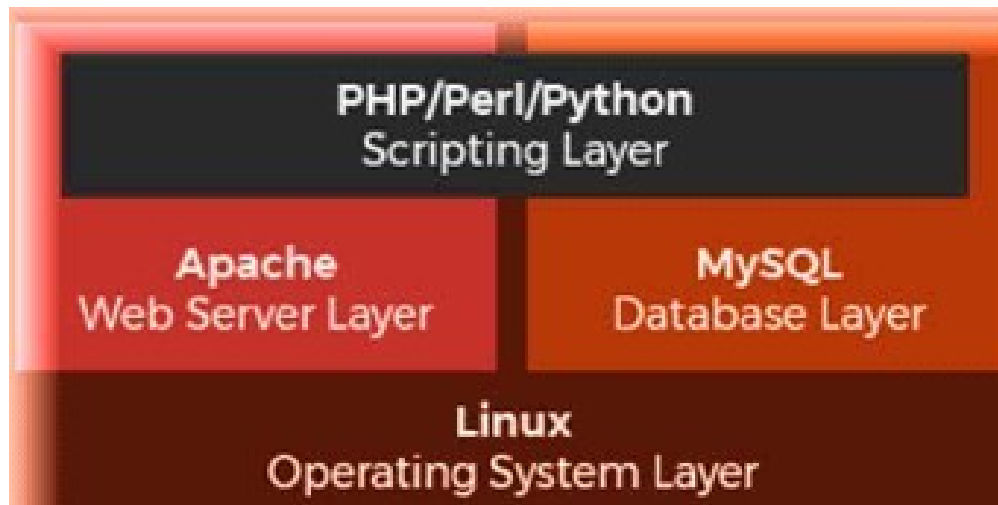 PHP/Perl/Python
Scripting Layer
Apache
Web Server Layer
MySQL
Database Layer
Linux
Operating System Layer